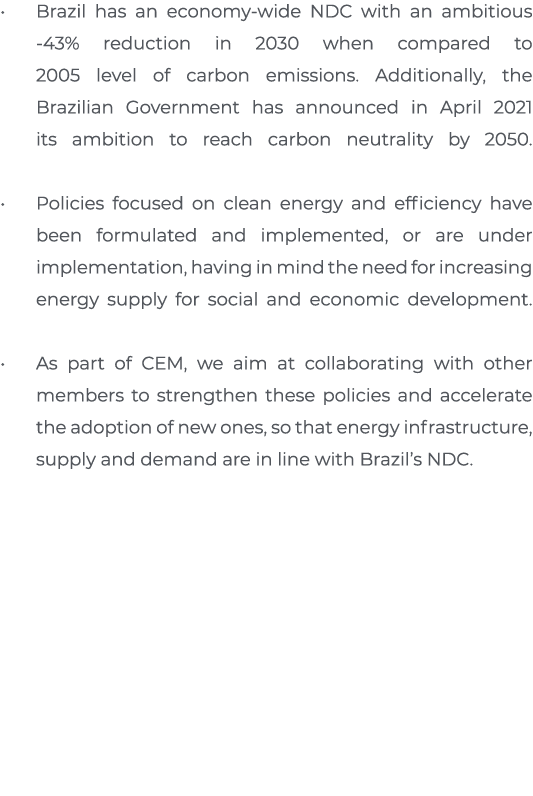 • Brazil has an economy-wide NDC with an ambitious
-43% reduction in 2030 when compared to
2005 level of carbon emissions. Additionally, the
Brazilian Government has announced in April 2021
its ambition to reach carbon neutrality by 2050.
• Policies focused on clean energy and efficiency have
been formulated and implemented, or are under
implementation, having in mind the need for increasing
energy supply for social and economic development.
• As part of CEM, we aim at collaborating with other
members to strengthen these policies and accelerate
the adoption of new ones, so that energy infrastructure,
supply and demand are in line with Brazil’s NDC.